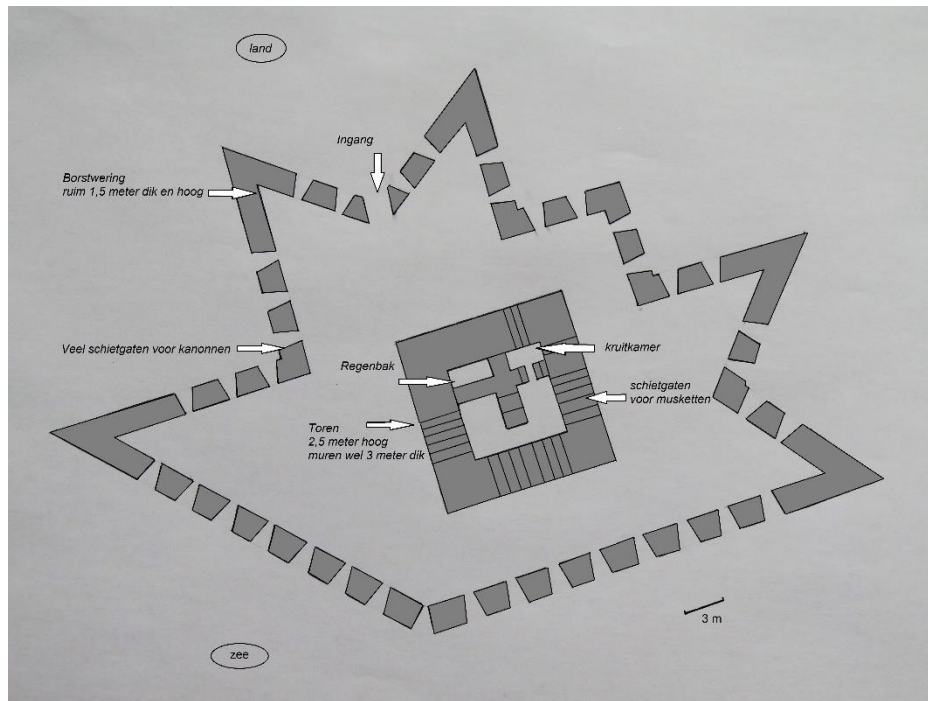 land
Ingang
Borstwering
ruim 1,5 meter dik en hoog
Veel schietgaten voor kanonnen
kruitkamer
Regenbak
schietgaten
voor musketten
Toren
2,5 meter hoog
muren wel 3 meter dik
3 m
zee